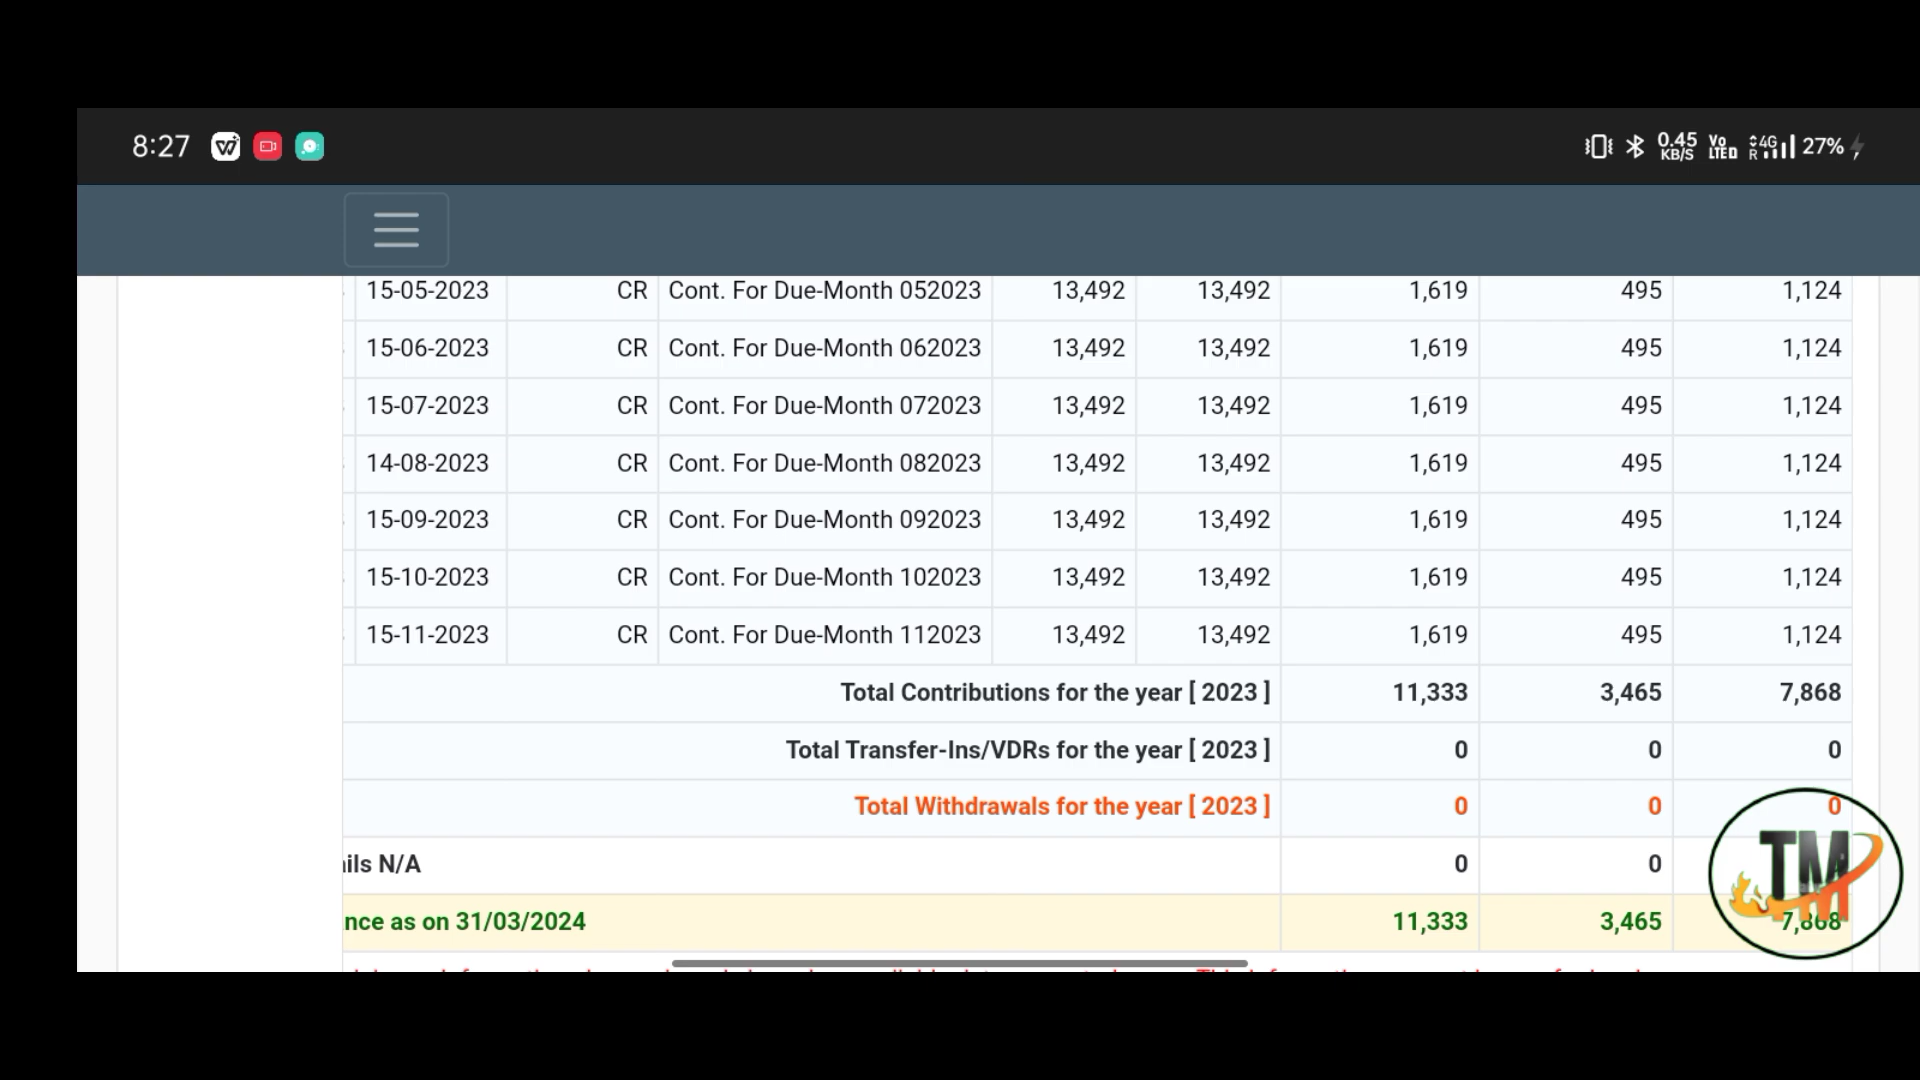 8:27 0.45 KB/S Vo LTED 4G R 27%
15-05-2023 CR Cont. For Due-Month 052023 13,492 13,492 1,619 495 1,124
15-06-2023 CR Cont. For Due-Month 062023 13,492 13,492 1,619 495 1,124
15-07-2023 CR Cont. For Due-Month 072023 13,492 13,492 1,619 495 1,124
14-08-2023 CR Cont. For Due-Month 082023 13,492 13,492 1,619 495 1,124
15-09-2023 CR Cont. For Due-Month 092023 13,492 13,492 1,619 495 1,124
15-10-2023 CR Cont. For Due-Month 102023 13,492 13,492 1,619 495 1,124
15-11-2023 CR Cont. For Due-Month 112023 13,492 13,492 1,619 495 1,124
Total Contributions for the year [ 2023 ] 11,333 3,465 7,868
Total Transfer-Ins/VDRs for the year [ 2023 ] 0 0 0
Total Withdrawals for the year [ 2023 ] 0 0 0
ils N/A 0 0
nce as on 31/03/2024 11,333 3,465 7,868
TM